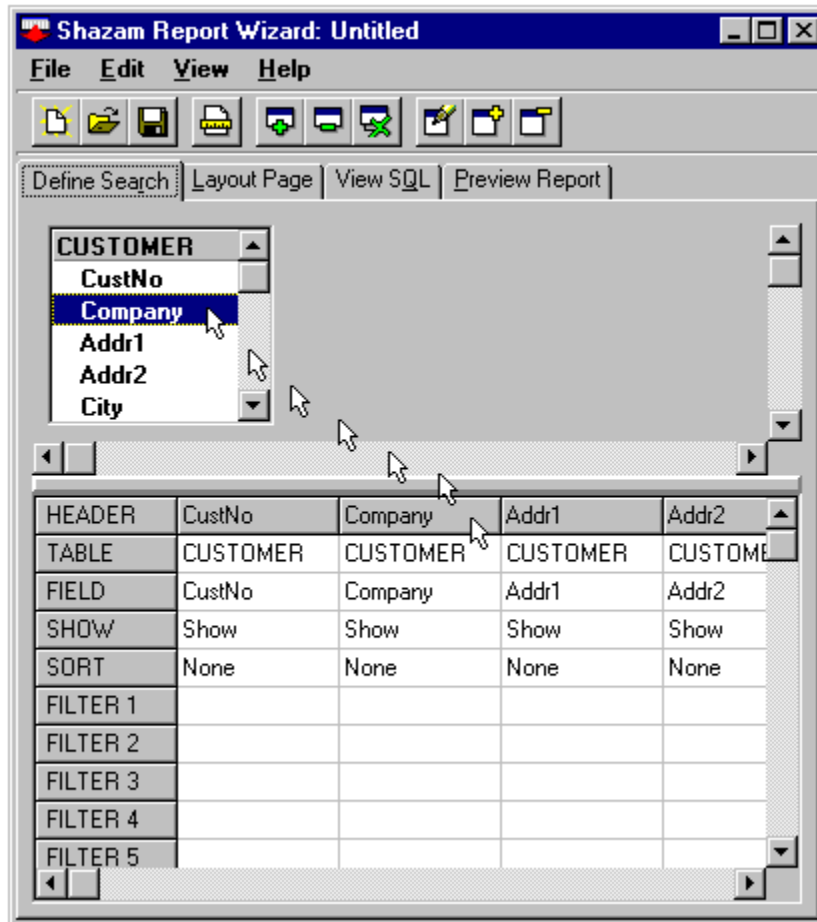 Shazam Report Wizard: Untitled
File Edit View Help
Define Search Layout Page View SQL Preview Report
CUSTOMER
CustNo
Company
Addr1
Addr2
City
HEADER CustNo Company Addr1 Addr2
TABLE CUSTOMER CUSTOMER CUSTOMER CUSTOME
FIELD CustNo Company Addr1 Addr2
SHOW Show Show Show Show
SORT None None None None
FILTER 1
FILTER 2
FILTER 3
FILTER 4
FILTER 5